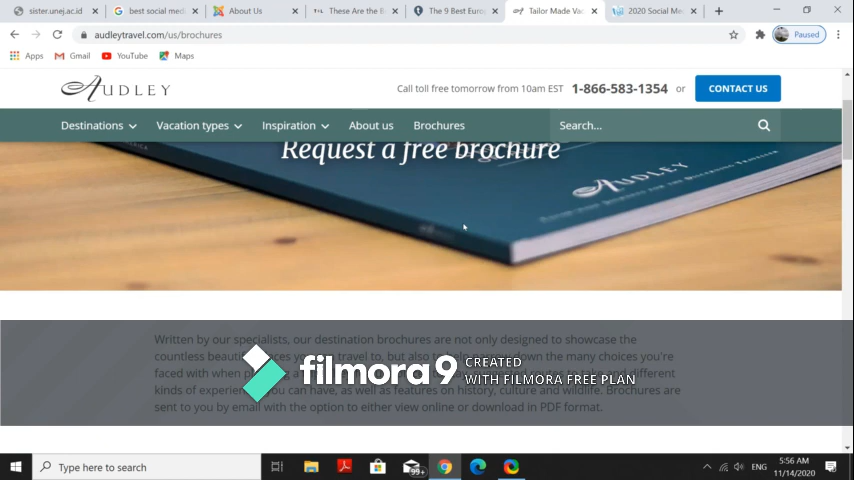 sister.unej.ac.id
best social med
About Us
These Are the B
The 9 Best Euro
Tailor Made Vac
2020 Social Me
audleytravel.com/us/brochures
Paused
Apps
Gmail
YouTube
Maps
AUDLEY
Call toll free tomorrow from 10am EST 1-866-583-1354 or CONTACT US
Destinations Vacation types Inspiration About us Brochures Search...
Request a free brochure
AUDLEY
Written by our specialists, our destination brochures are not only designed to showcase the
countless
travel to, but also to
down the many choices you're
faced with when
to take and different
kinds of
can have, as well as features on history, culture and wildlife. Brochures are
sent to you by email with the option to either view online or download in PDF format.
filmora9 CREATED
WITH FILMORA FREE PLAN
Type here to search
99+
ENG
5:56 AM
11/14/2020